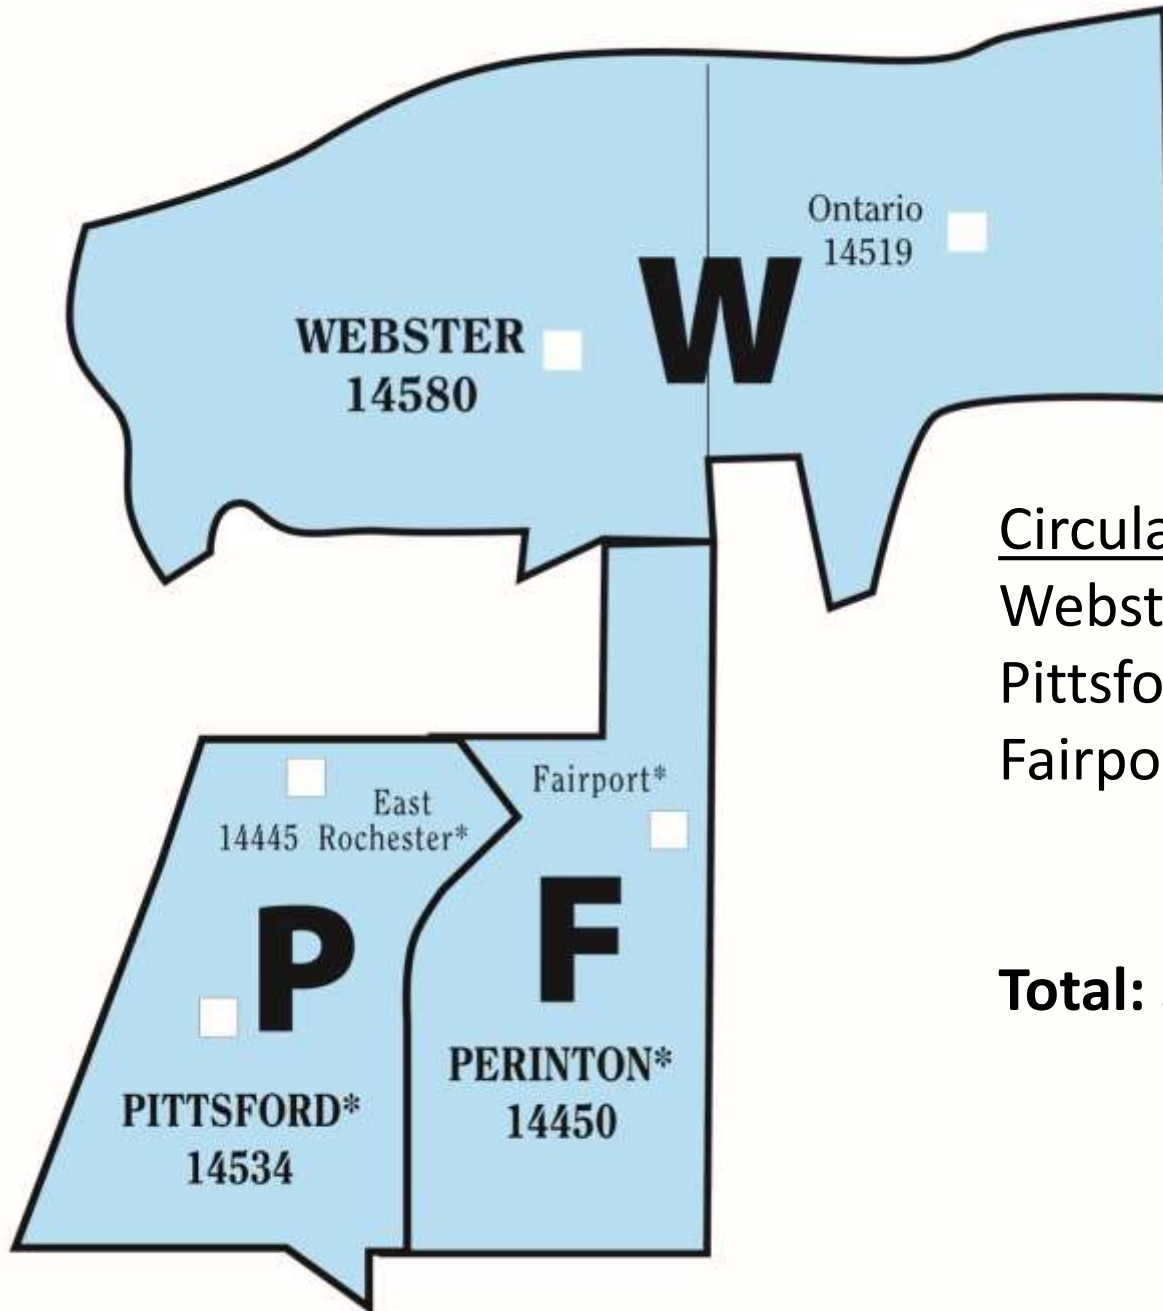 Ontario
14519
W
WEBSTER
14580
Circula
Webst
Pittsfo
Fairpo
Fairport*
East
14445 Rochester*
P
F
Total:
PERINTON*
14450
PITTSFORD*
14534